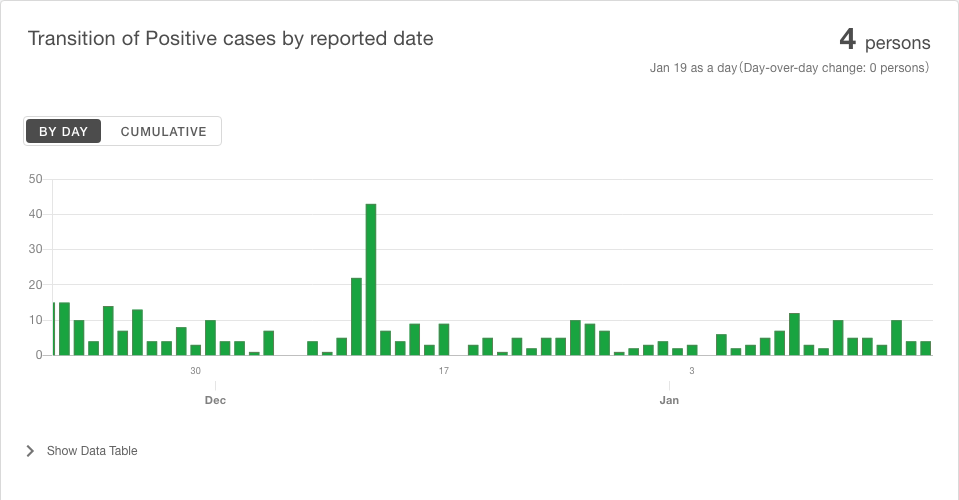 Transition of Positive cases by reported date
4 persons
Jan 19 as a day(Day-over-day change: 0 persons)
BY DAY
CUMULATIVE
50
40
30
20
10
0
30
17
3
Dec
Jan
Show Data Table